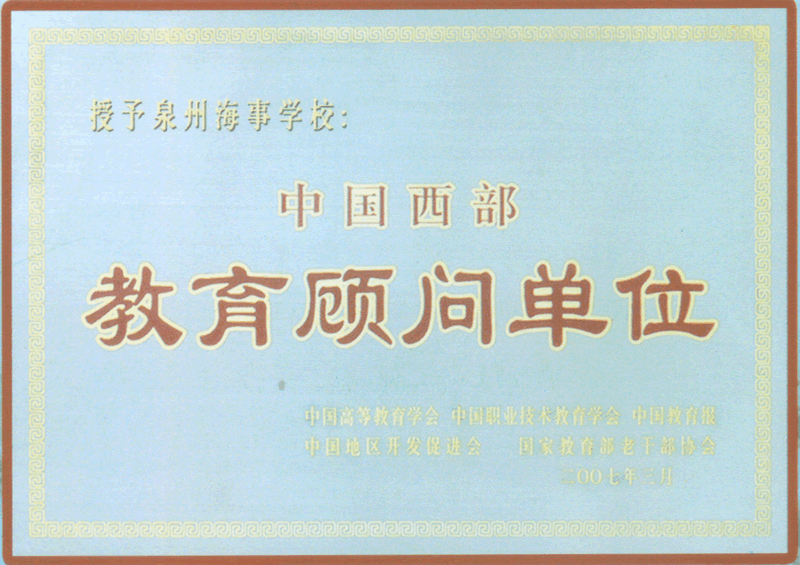 授予泉州海事学校：
中国西部
教育顾问单位
中国高等教育学会 中国职业技术教育学会 中国教育报
中国地区开发促进会 国家教育部老干部协会
二〇〇七年三月